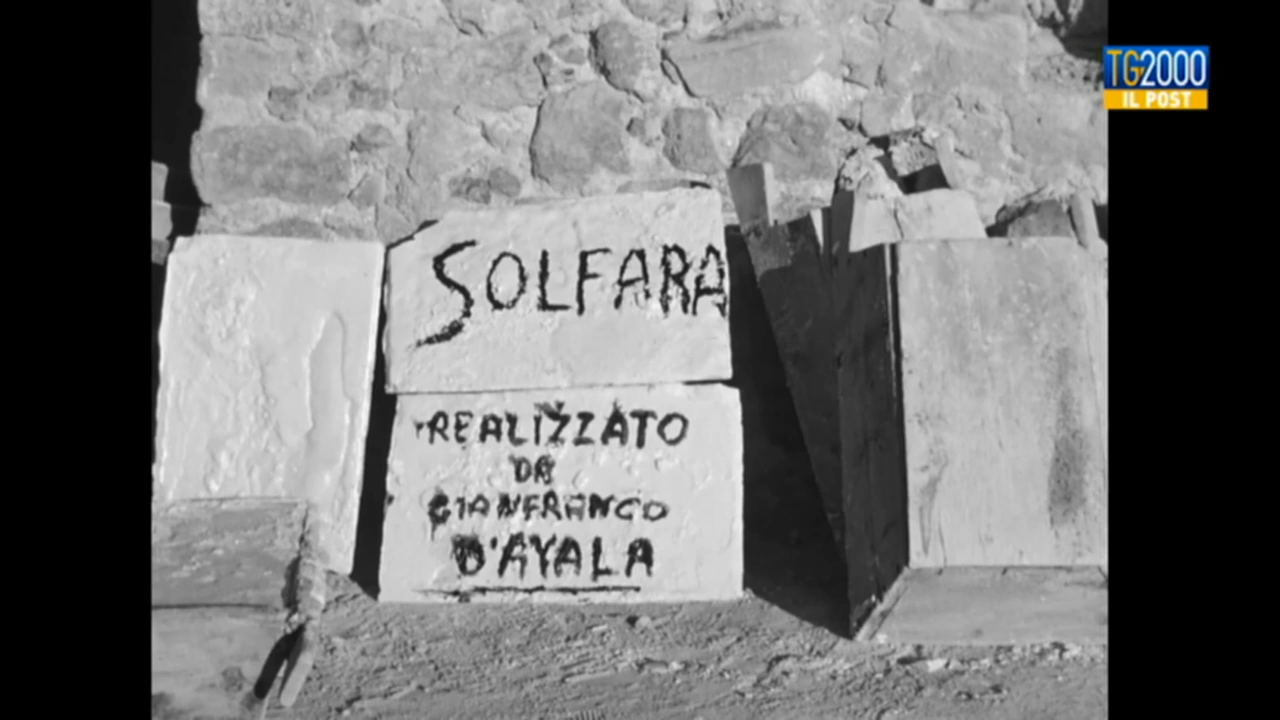 TG2000
IL POST
SOLFARA
REALIZZATO
DA
GIANFRANCO
D'AYALA